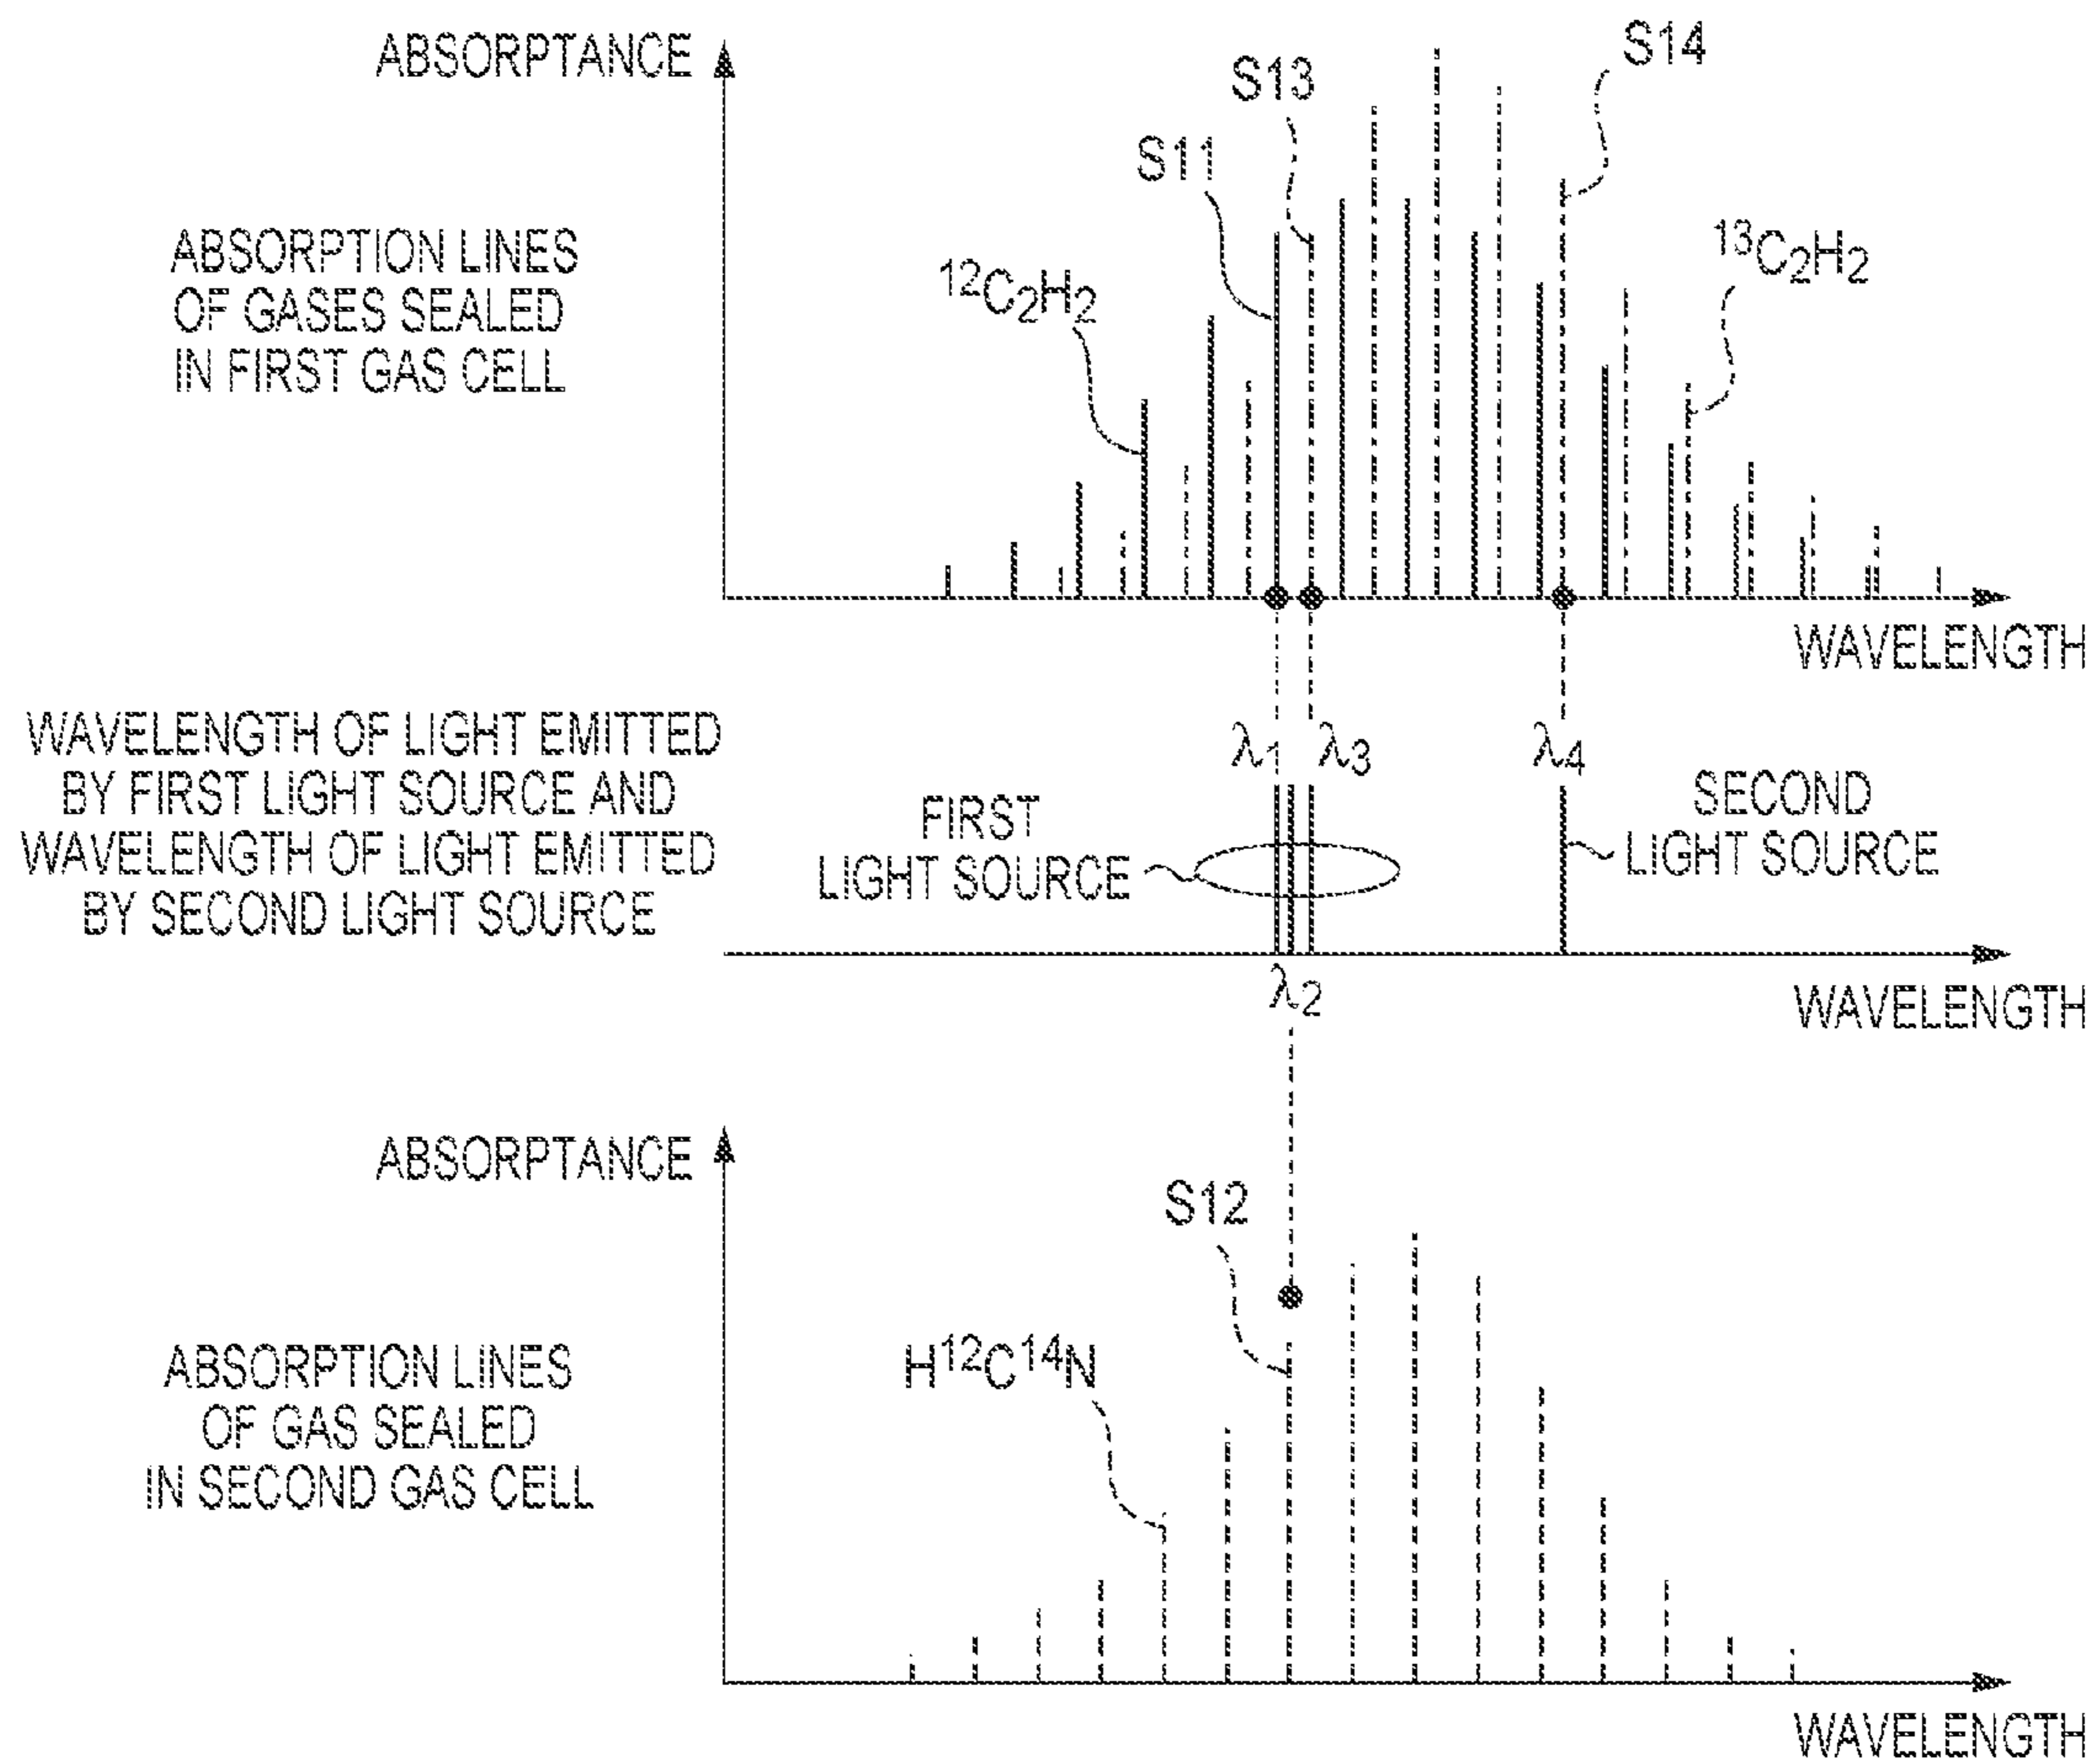 ABSORPTANCE
S14
S13
S11
ABSORPTION LINES
OF GASES SEALED
IN FIRST GAS CELL
¹²C₂H₂
¹³C₂H₂
WAVELENGTH
WAVELENGTH OF LIGHT EMITTED
BY FIRST LIGHT SOURCE AND
WAVELENGTH OF LIGHT EMITTED
BY SECOND LIGHT SOURCE
λ₁
λ₃
λ₄
FIRST
LIGHT SOURCE
SECOND
LIGHT SOURCE
λ₂
WAVELENGTH
ABSORPTANCE
S12
H¹²C¹⁴N
ABSORPTION LINES
OF GAS SEALED
IN SECOND GAS CELL
WAVELENGTH